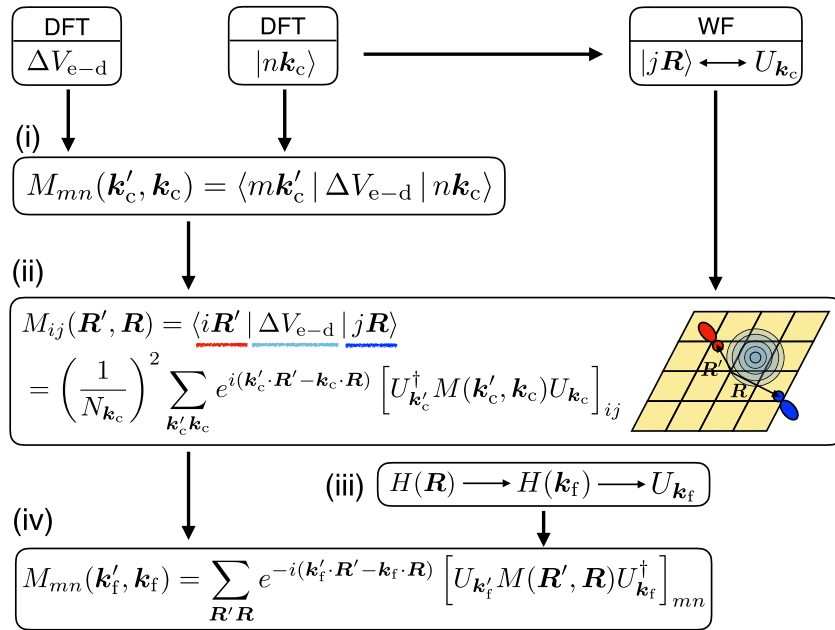 DFT
ΔV_{e−d}
DFT
|n𝒌_c⟩
WF
|j𝑹⟩ ⟷ U_{𝒌_c}
(i)
M_{mn}(𝒌′_c, 𝒌_c) = ⟨m𝒌′_c | ΔV_{e−d} | n𝒌_c⟩
(ii)
M_{ij}(𝑹′, 𝑹) = ⟨i𝑹′ | ΔV_{e−d} | j𝑹⟩
= (1/N_{𝒌_c})² ∑_{𝒌′_c 𝒌_c} e^{i(𝒌′_c·𝑹′−𝒌_c·𝑹)} [U†_{𝒌′_c} M(𝒌′_c, 𝒌_c) U_{𝒌_c}]_{ij}
𝑹′
𝑹
(iii)
H(𝑹) ⟶ H(𝒌_f) ⟶ U_{𝒌_f}
(iv)
M_{mn}(𝒌′_f, 𝒌_f) = ∑_{𝑹′𝑹} e^{−i(𝒌′_f·𝑹′−𝒌_f·𝑹)} [U_{𝒌′_f} M(𝑹′, 𝑹) U†_{𝒌_f}]_{mn}